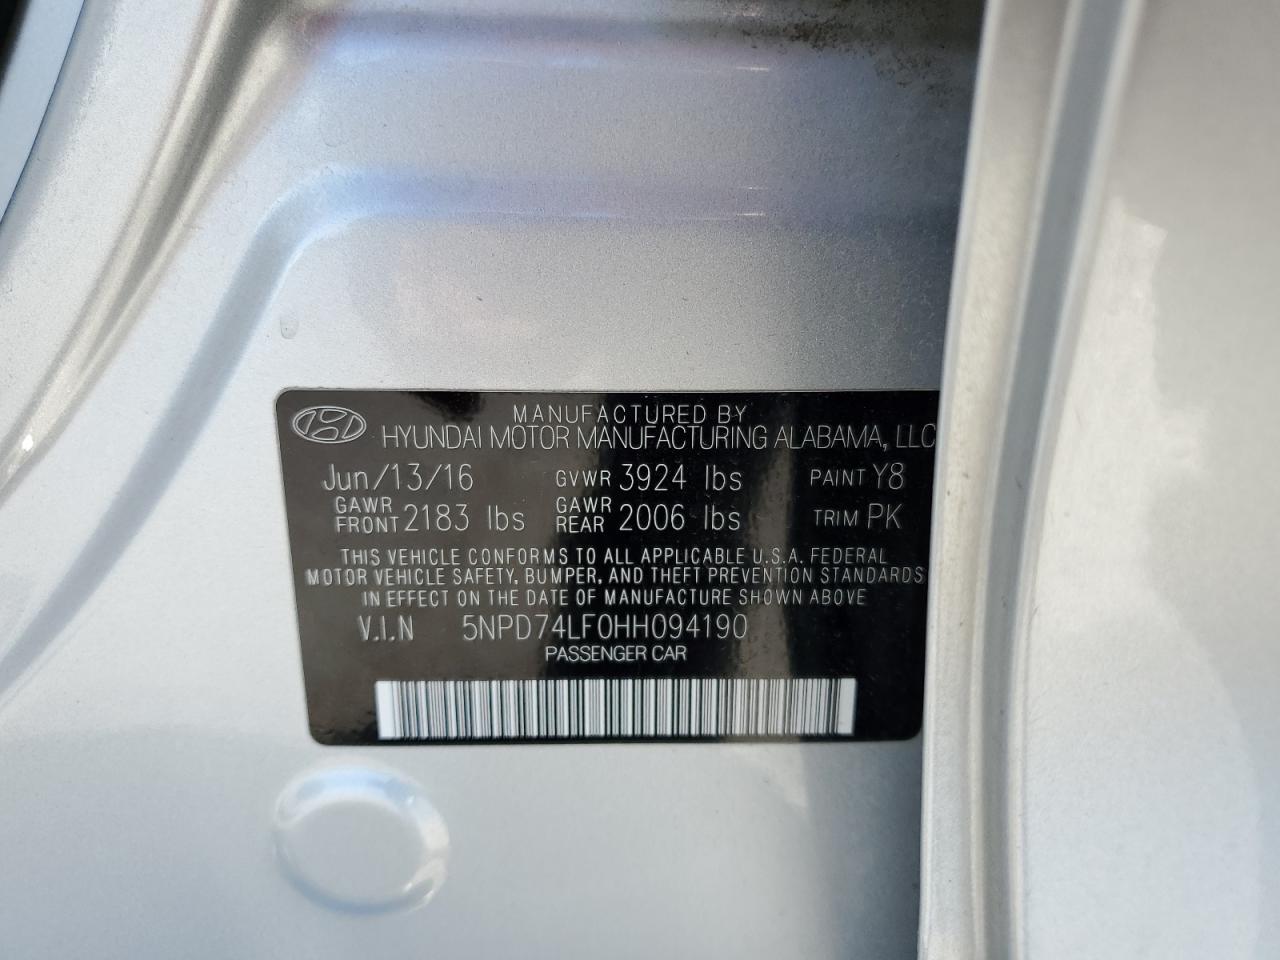 MANUFACTURED BY
HYUNDAI MOTOR MANUFACTURING ALABAMA, LLC
Jun/13/16 GVWR 3924 lbs PAINT Y8
GAWR FRONT 2183 lbs GAWR REAR 2006 lbs TRIM PK
THIS VEHICLE CONFORMS TO ALL APPLICABLE U.S.A. FEDERAL
MOTOR VEHICLE SAFETY, BUMPER, AND THEFT PREVENTION STANDARDS
IN EFFECT ON THE DATE OF MANUFACTURE SHOWN ABOVE
V.I.N 5NPD74LF0HH094190
PASSENGER CAR